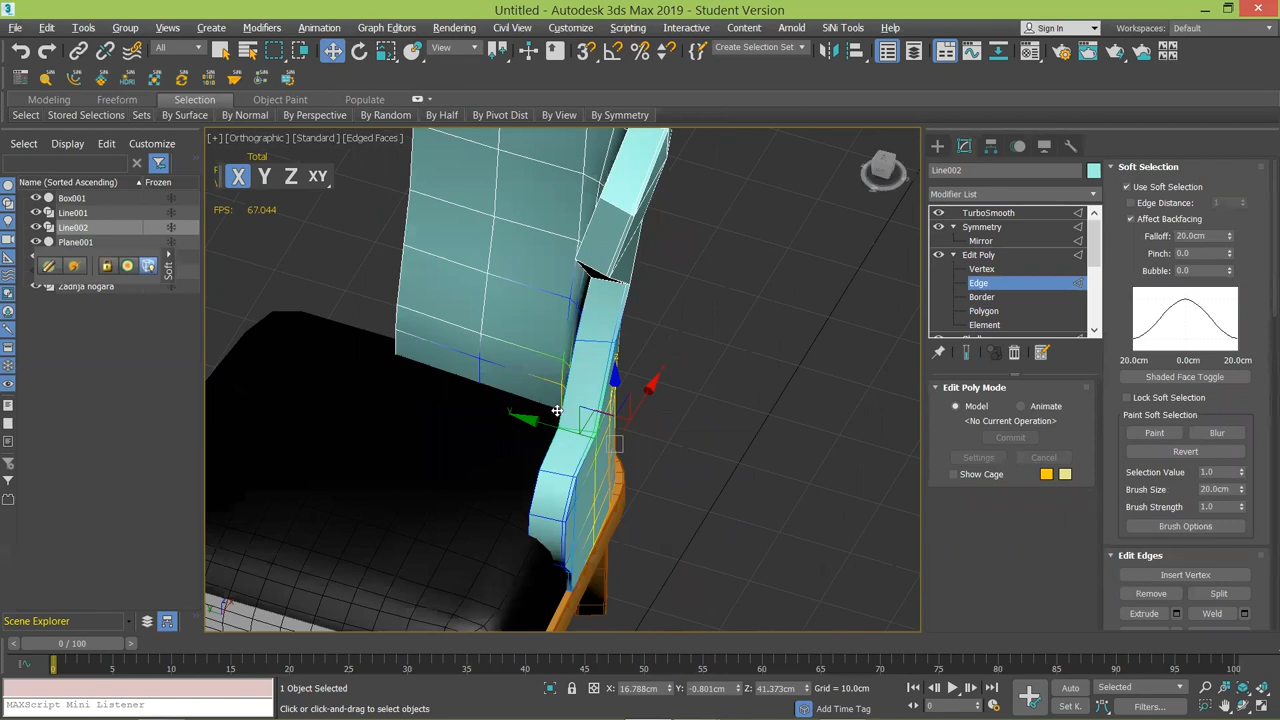 Untitled - Autodesk 3ds Max 2019 - Student Version
File Edit Tools Group Views Create Modifiers Animation Graph Editors Rendering Civil View Customize Scripting Interactive Content Arnold SiNi Tools Help
Sign In
Workspaces: Default
All
View
Create Selection Set
Modeling Freeform Selection Object Paint Populate
Select Stored Selections Sets By Surface By Normal By Perspective By Random By Half By Pivot Dist By View By Symmetry
Select Display Edit Customize
Name (Sorted Ascending) Frozen
Box001
Line001
Line002
Plane001
Zadnja nogara
Soft
[+] [Orthographic] [Standard] [Edged Faces]
Total
X Y Z XY
FPS: 67.044
Line002
Modifier List
TurboSmooth
Symmetry
Mirror
Edit Poly
Vertex
Edge
Border
Polygon
Element
Edit Poly Mode
Model Animate
<No Current Operation>
Commit
Settings Cancel
Show Cage
Soft Selection
Use Soft Selection
Edge Distance: 1
Affect Backfacing
Falloff: 20.0cm
Pinch: 0.0
Bubble: 0.0
20.0cm 0.0cm 20.0cm
Shaded Face Toggle
Lock Soft Selection
Paint Soft Selection
Paint Blur
Revert
Selection Value 1.0
Brush Size 20.0cm
Brush Strength 1.0
Brush Options
Edit Edges
Insert Vertex
Remove Split
Extrude Weld
Scene Explorer
0 / 100
0 5 10 15 20 25 30 35 40 45 50 55 60 65 70 75 80 85 90 95 100
MAXScript Mini Listener
1 Object Selected
Click or click-and-drag to select objects
X: 16.788cm Y: -0.801cm Z: 41.373cm Grid = 10.0cm
Add Time Tag
0
Auto Selected
Set K. Filters...